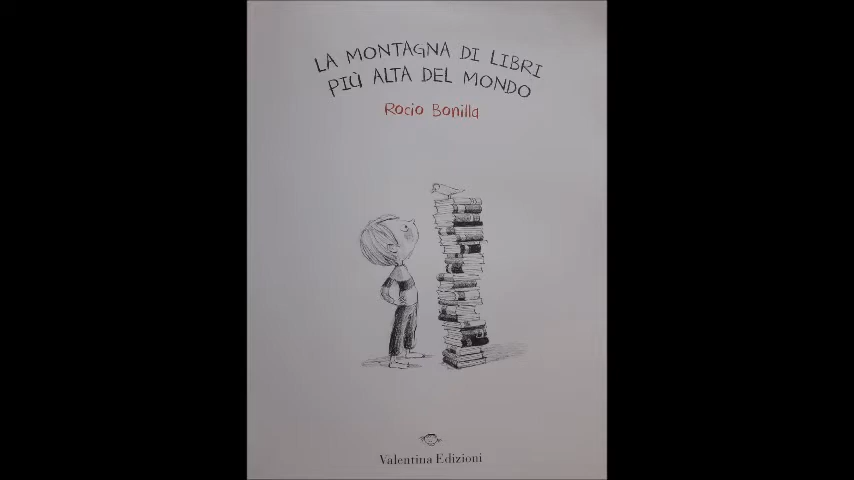 LA MONTAGNA DI LIBRI
PIÙ ALTA DEL MONDO
Rocio Bonilla
Valentina Edizioni